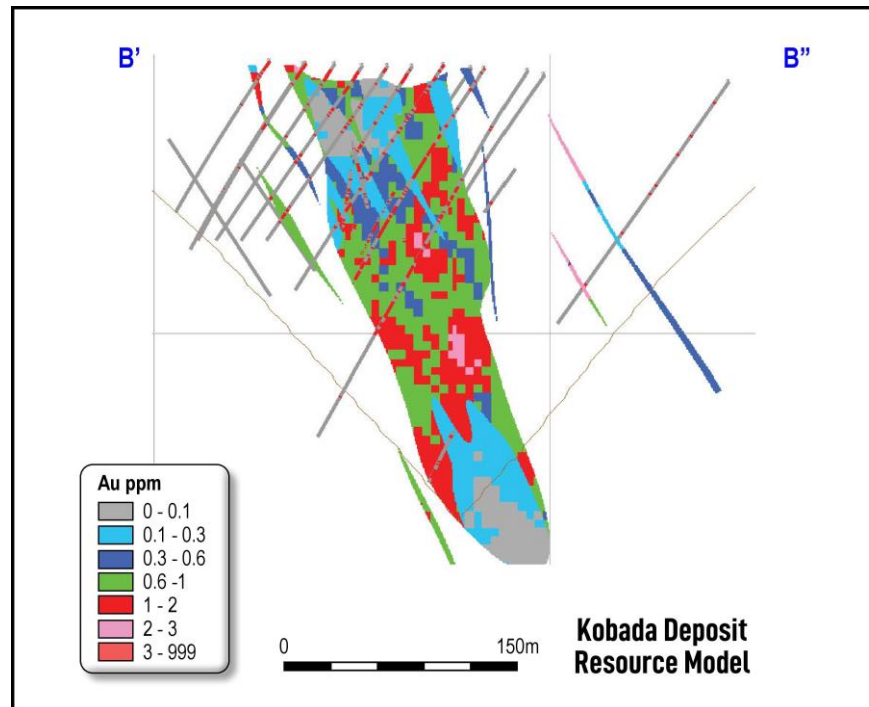 B’
B”
Au ppm
0 - 0.1
0.1 - 0.3
0.3 - 0.6
0.6 -1
1 - 2
2 - 3
3 - 999
0
150m
Kobada Deposit
Resource Model